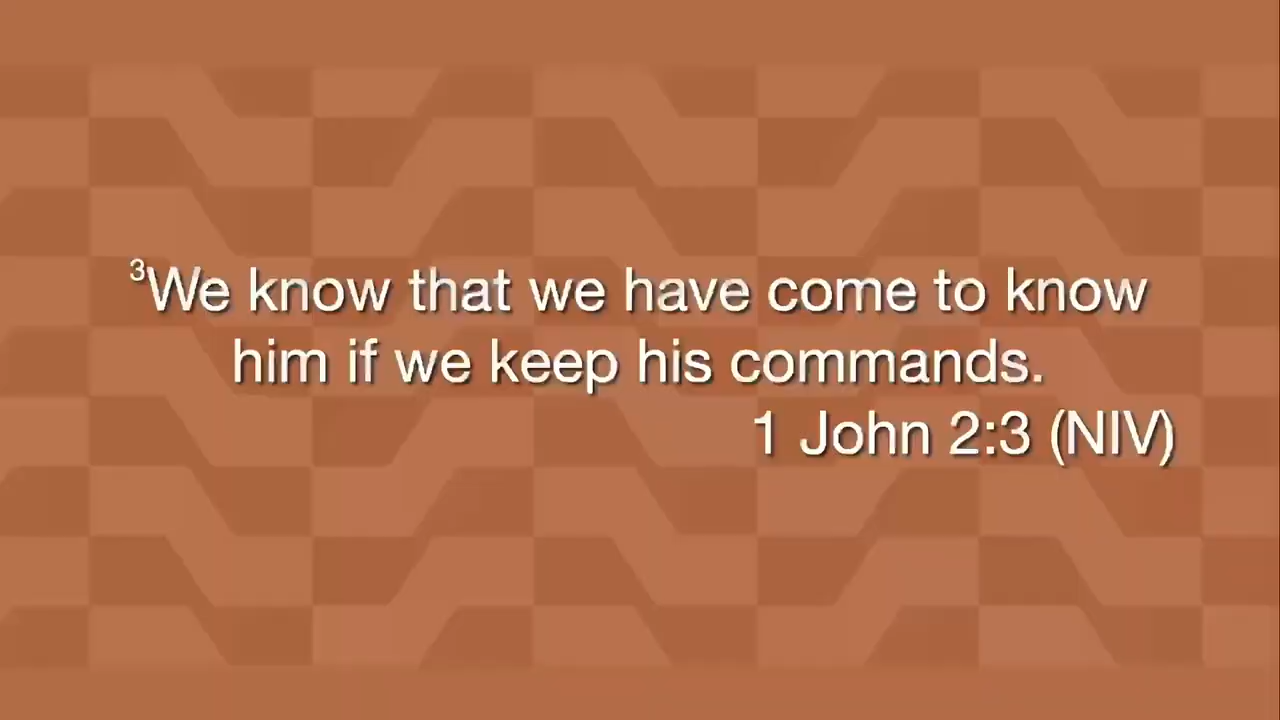 ³We know that we have come to know
him if we keep his commands.
1 John 2:3 (NIV)